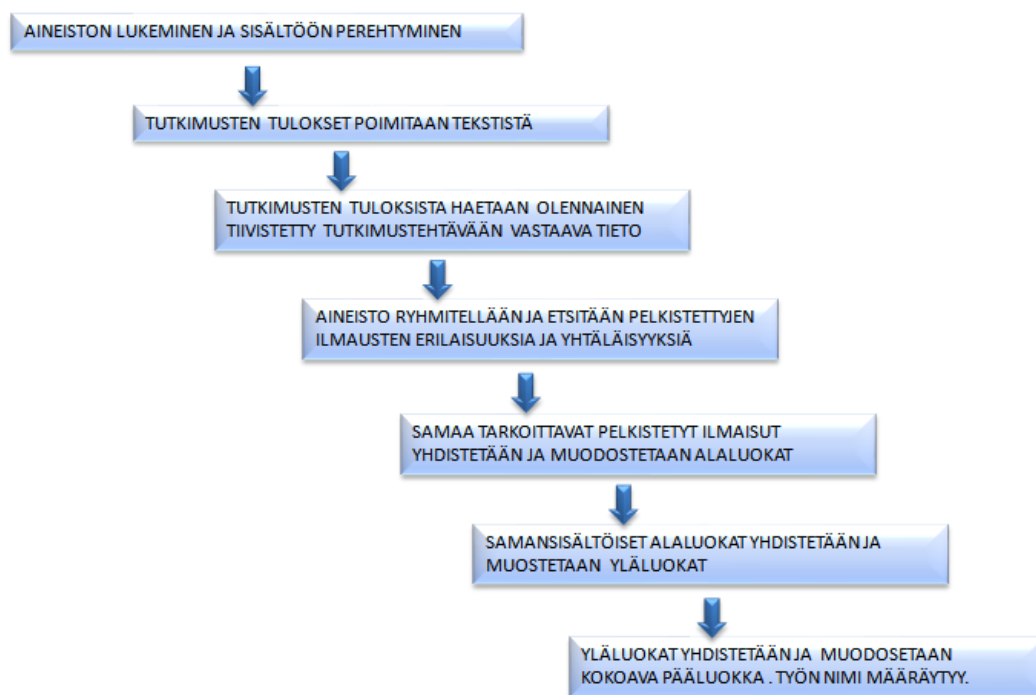 AINEISTON LUKEMINEN JA SISÄLTÖÖN PEREHTYMINEN
TUTKIMUSTEN TULOKSET POIMITAAN TEKSTISTÄ
TUTKIMUSTEN TULOKSISTA HAETAAN OLENNAINEN
TIIVISTETTY TUTKIMUSTEHTÄVÄÄN VASTAAVA TIETO
AINEISTO RYHMITELLÄÄN JA ETSITÄÄN PELKISTETTYJEN
ILMAUSTEN ERILAISUUKSIA JA YHTÄLÄISYYKSIÄ
SAMAA TARKOITTAVAT PELKISTETYT ILMAISUT
YHDISTETÄÄN JA MUODOSTETAAN ALALUOKAT
SAMANSISÄLTÖISET ALALUOKAT YHDISTETÄÄN JA
MUOSTETAAN YLÄLUOKAT
YLÄLUOKAT YHDISTETÄÄN JA MUODOSETAAN
KOKOAVA PÄÄLUOKKA . TYÖN NIMI MÄÄRÄYTYY.